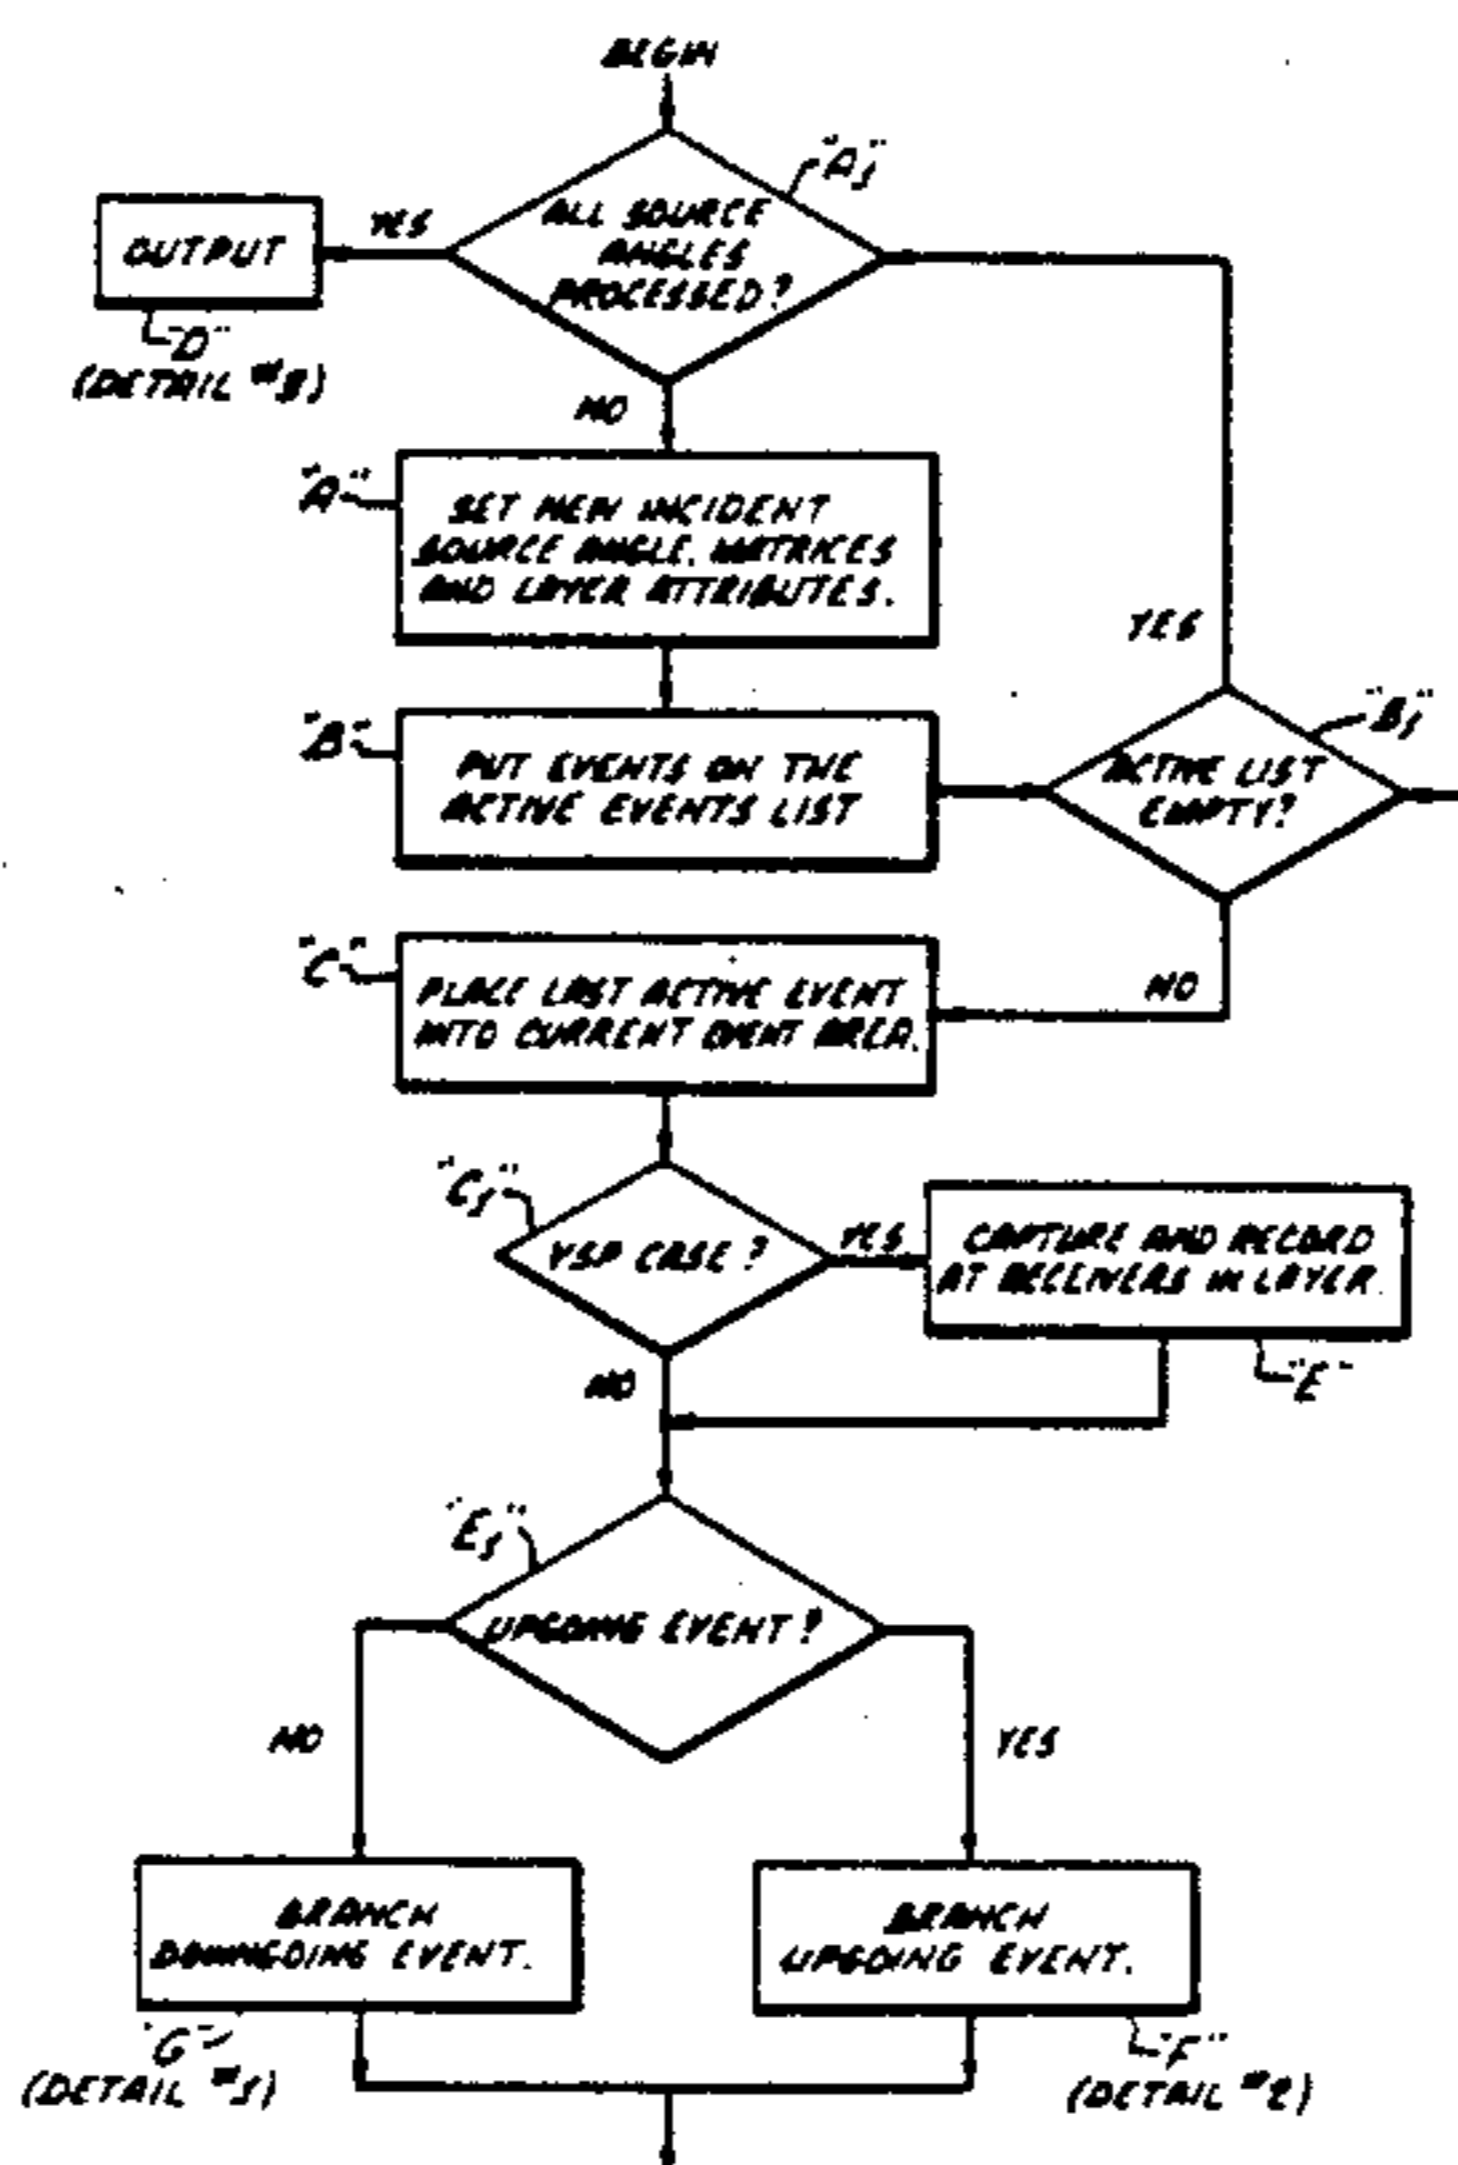 BEGIN
"A1"
ALL SOURCE
ANGLES
PROCESSED?
YES
OUTPUT
"D"
(DETAIL #3)
NO
"A"
SET NEW INCIDENT
SOURCE ANGLE, MATRICES
AND LAYER ATTRIBUTES.
YES
"B"
PUT EVENTS ON THE
ACTIVE EVENTS LIST
"B1"
ACTIVE LIST
EMPTY?
"C"
PLACE LAST ACTIVE EVENT
INTO CURRENT EVENT AREA.
NO
"C1"
VSP CASE?
YES
CAPTURE AND RECORD
AT RECEIVERS IN LAYER.
NO
"E"
"E1"
UPGOING EVENT?
NO
YES
BRANCH
DOWNGOING EVENT.
BRANCH
UPGOING EVENT.
"G"
(DETAIL #1)
"F"
(DETAIL #2)